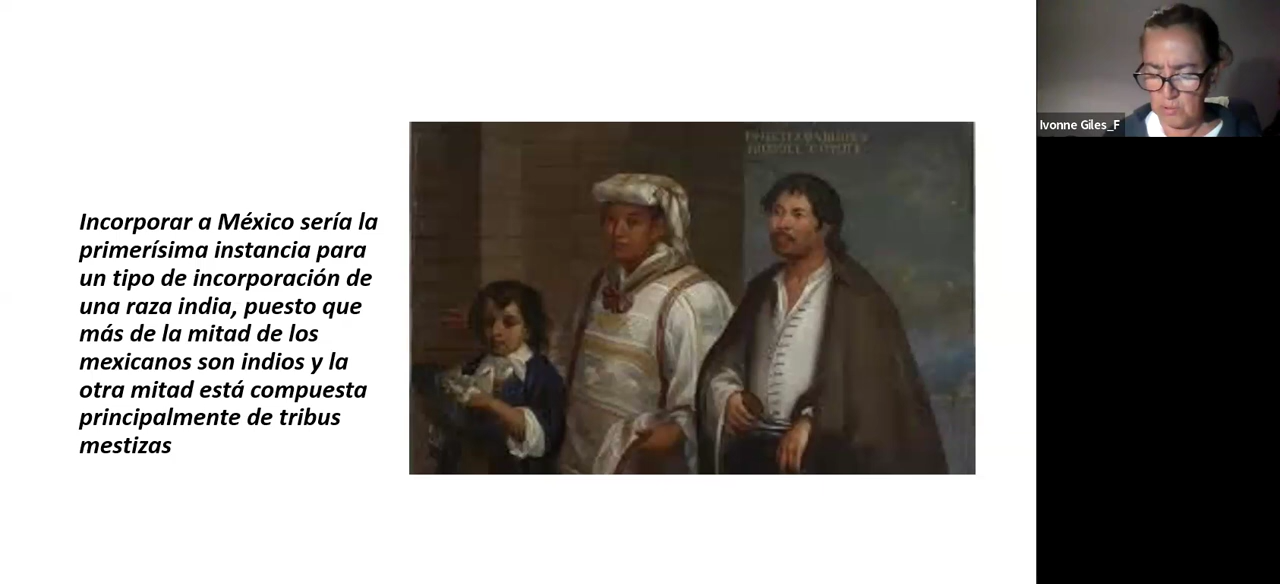 Incorporar a México sería la
primerísima instancia para
un tipo de incorporación de
una raza india, puesto que
más de la mitad de los
mexicanos son indios y la
otra mitad está compuesta
principalmente de tribus
mestizas
Ivonne Giles_F